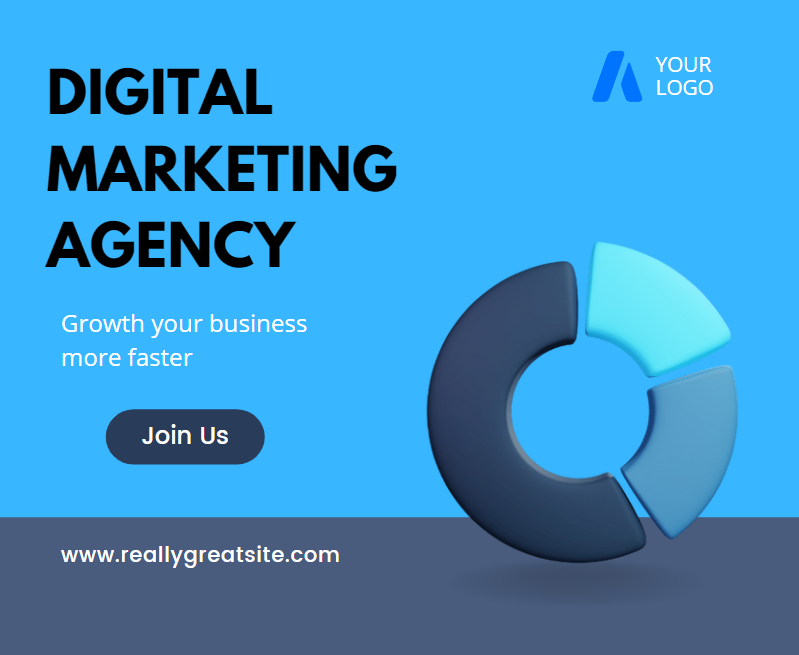 DIGITAL
MARKETING
AGENCY
YOUR
LOGO
Growth your business
more faster
Join Us
www.reallygreatsite.com